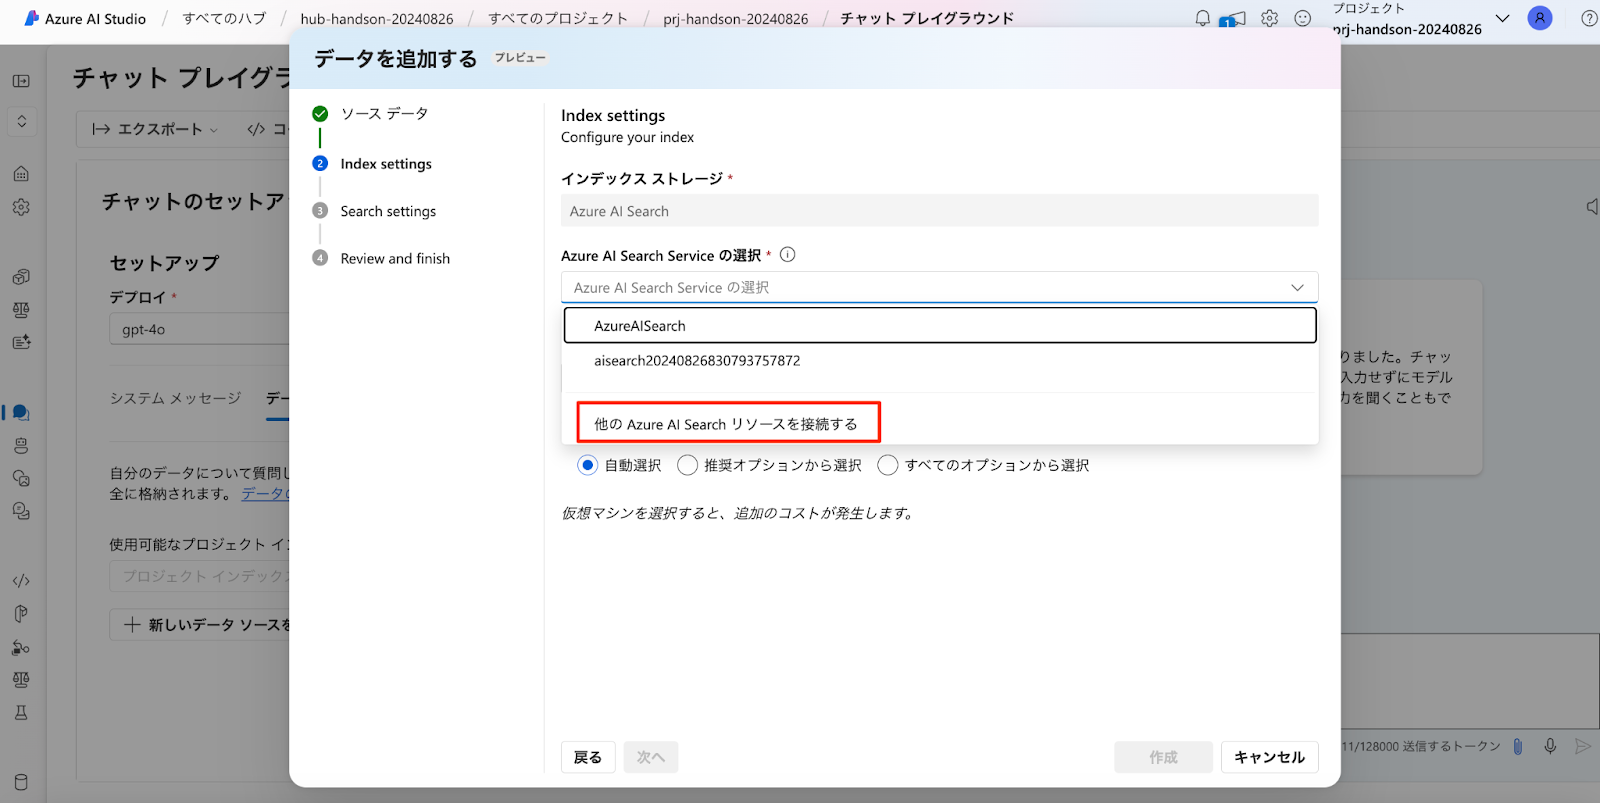 Azure AI Studio / すべてのハブ / hub-handson-20240826 / すべてのプロジェクト / prj-handson-20240826 / チャット プレイグラウンド
1
プロジェクト
prj-handson-20240826
チャット プレイグラ
エクスポート
コ
チャットのセットア
セットアップ
デプロイ *
gpt-4o
システム メッセージ
デー
自分のデータについて質問し
全に格納されます。 データの
使用可能なプロジェクト イン
プロジェクト インデックス
新しいデータ ソースを
データを追加する プレビュー
ソース データ
2 Index settings
3 Search settings
4 Review and finish
Index settings
Configure your index
インデックス ストレージ *
Azure AI Search
Azure AI Search Service の選択 *
Azure AI Search Service の選択
AzureAISearch
aisearch20240826830793757872
他の Azure AI Search リソースを接続する
自動選択 推奨オプションから選択 すべてのオプションから選択
仮想マシンを選択すると、追加のコストが発生します。
戻る 次へ 作成 キャンセル
りました。チャッ
入力せずにモデル
力を聞くこともで
11/128000 送信するトークン